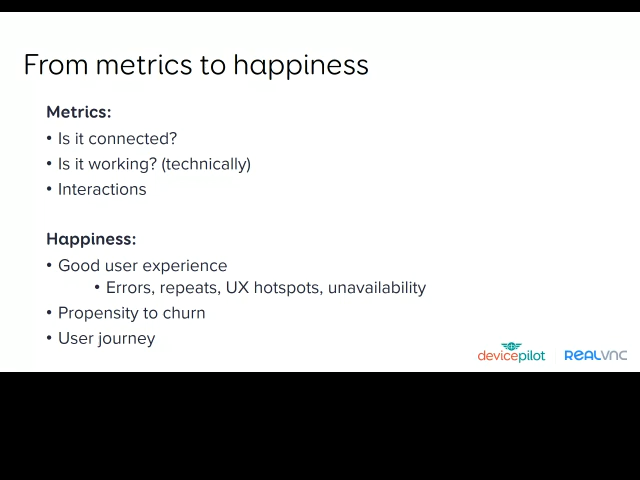 From metrics to happiness
Metrics:
• Is it connected?
• Is it working? (technically)
• Interactions
Happiness:
• Good user experience
• Errors, repeats, UX hotspots, unavailability
• Propensity to churn
• User journey
devicepilot REALVNC